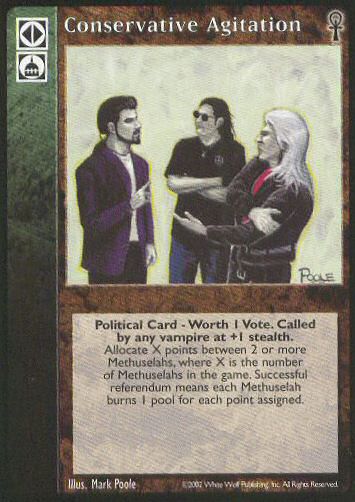 Conservative Agitation
POOLE
Political Card - Worth 1 Vote. Called
by any vampire at +1 stealth.
Allocate X points between 2 or more
Methuselahs, where X is the number
of Methuselahs in the game. Successful
referendum means each Methuselah
burns 1 pool for each point assigned.
Illus. Mark Poole ©2002 White Wolf Publishing, Inc. All Rights Reserved.